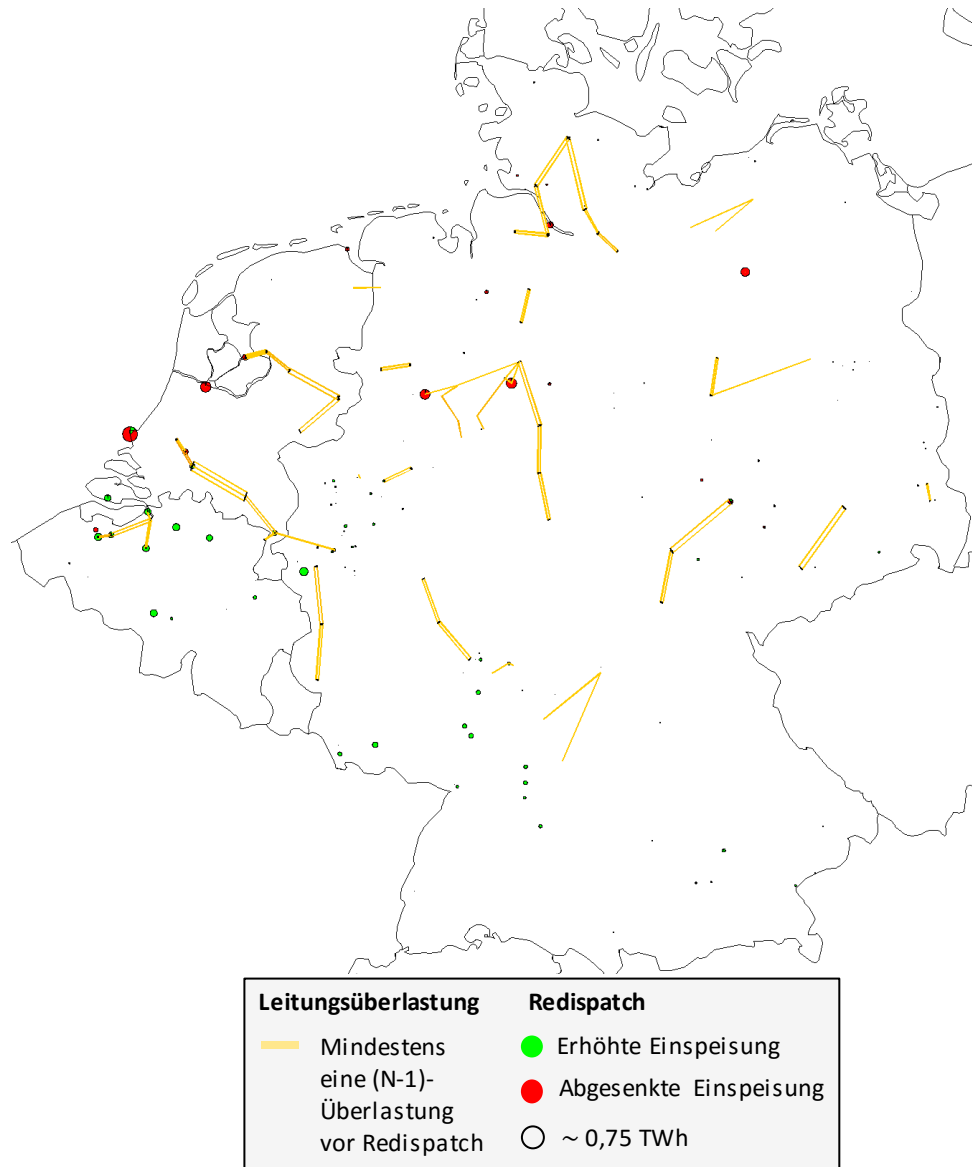 Leitungsüberlastung
Mindestens
eine (N-1)-
Überlastung
vor Redispatch
Redispatch
Erhöhte Einspeisung
Abgesenkte Einspeisung
~ 0,75 TWh